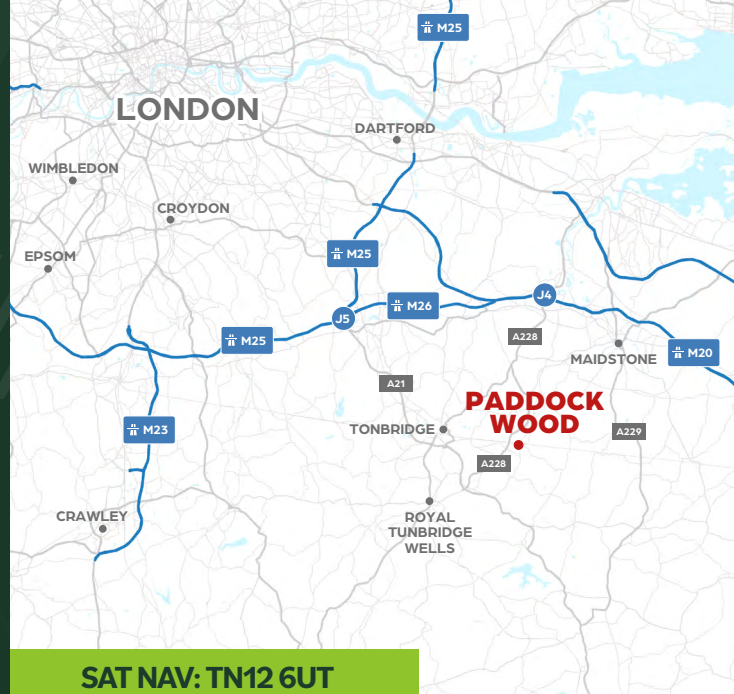 M25
LONDON
DARTFORD
WIMBLEDON
CROYDON
EPSOM
M25
J4
M26
J5
A228
M25
M20
MAIDSTONE
A21
PADDOCK
WOOD
M23
TONBRIDGE
A229
A228
CRAWLEY
ROYAL
TUNBRIDGE
WELLS
SAT NAV: TN12 6UT